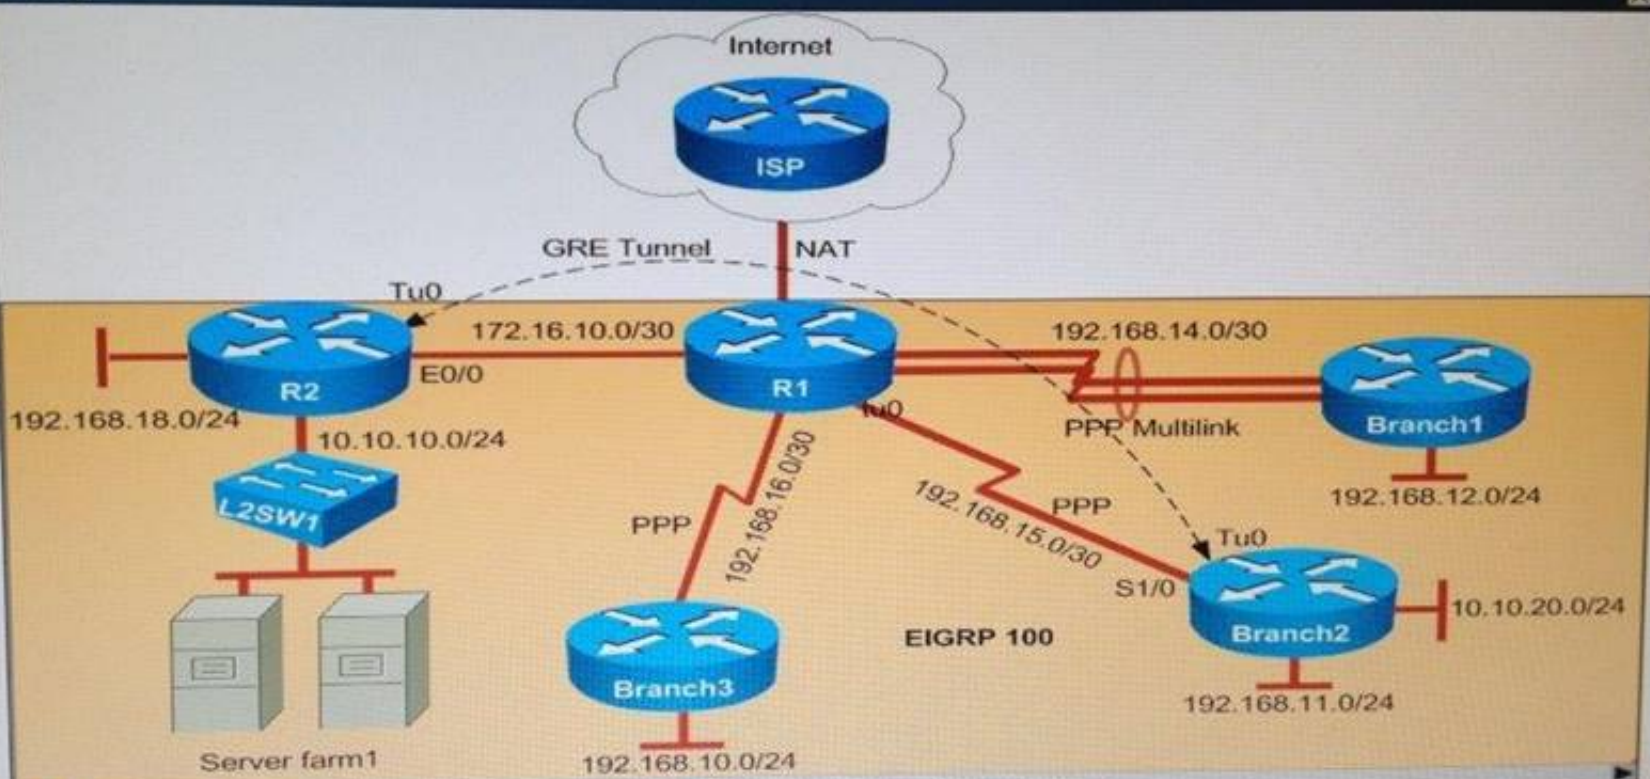 Internet
ISP
GRE Tunnel
NAT
Tu0
172.16.10.0/30
192.168.14.0/30
R2
E0/0
R1
Tu0
PPP Multilink
Branch1
192.168.18.0/24
10.10.10.0/24
192.168.12.0/24
L2SW1
PPP
192.168.16.0/30
192.168.15.0/30
PPP
Tu0
S1/0
10.10.20.0/24
Branch2
EIGRP 100
Branch3
192.168.11.0/24
Server farm1
192.168.10.0/24